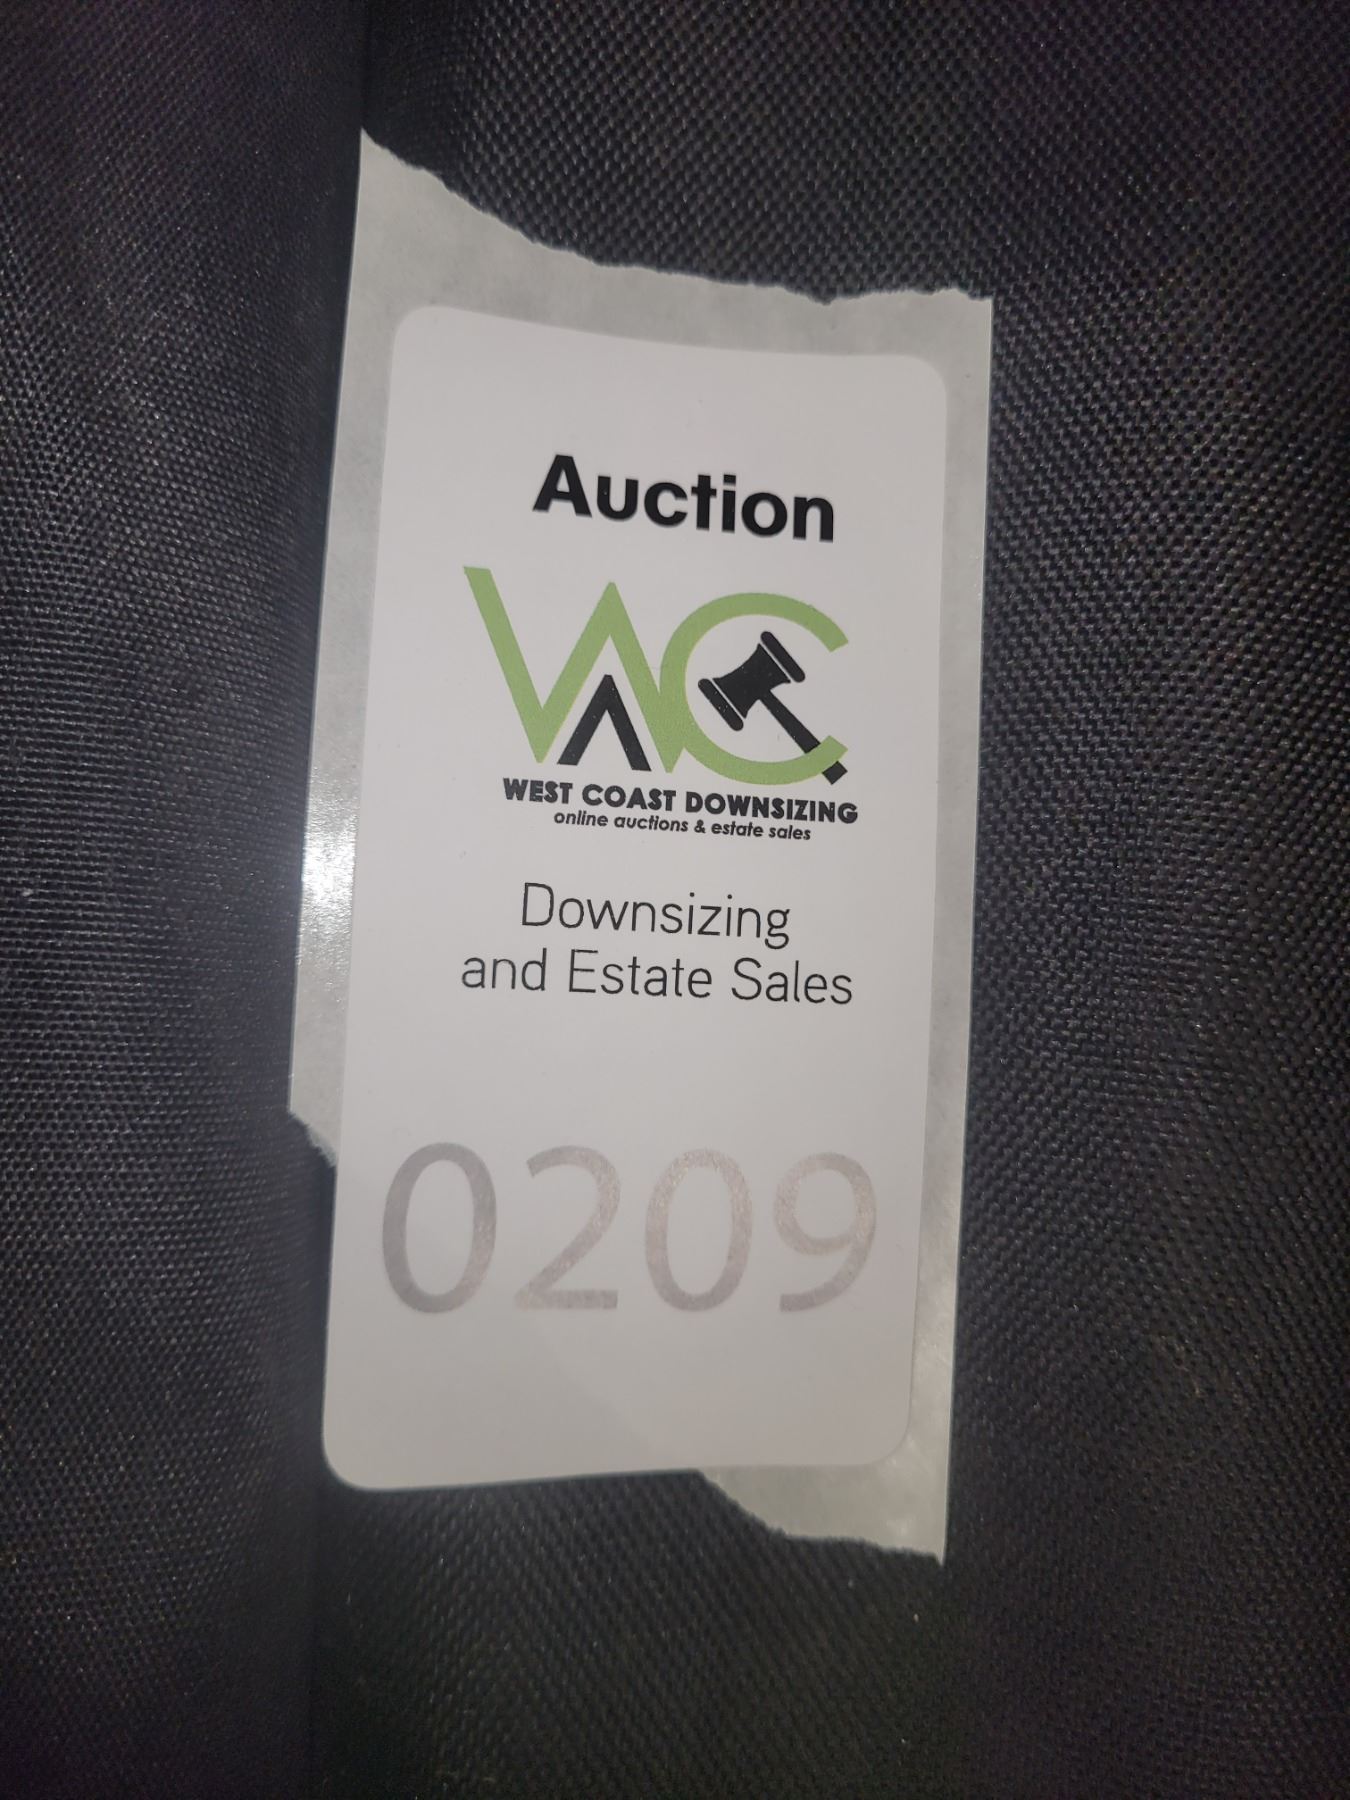 Auction
WC
WEST COAST DOWNSIZING
online auctions & estate sales
Downsizing
and Estate Sales
0209